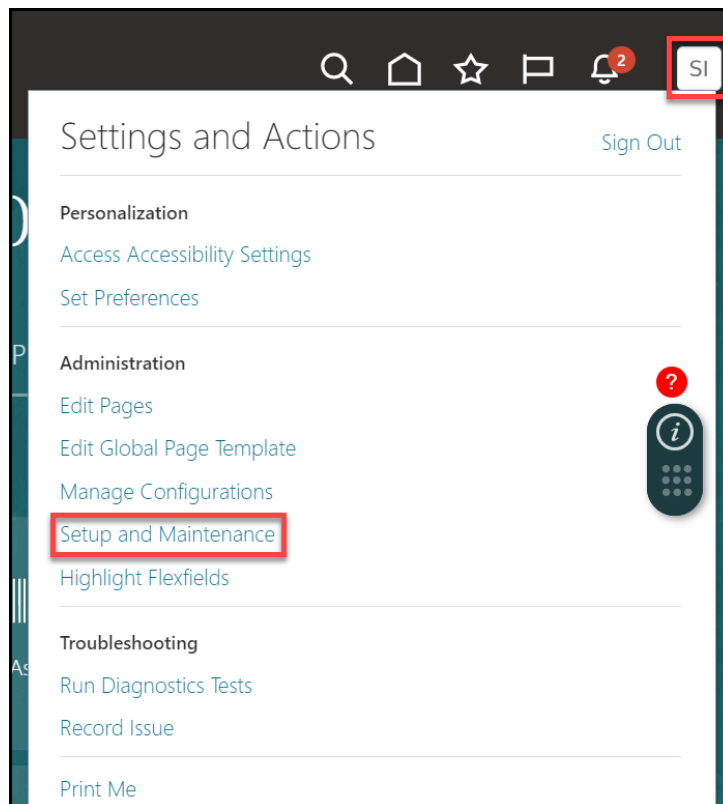 2
SI
Settings and Actions
Sign Out
Personalization
Access Accessibility Settings
Set Preferences
P
Administration
?
Edit Pages
i
Edit Global Page Template
Manage Configurations
Setup and Maintenance
Highlight Flexfields
Troubleshooting
As
Run Diagnostics Tests
Record Issue
Print Me